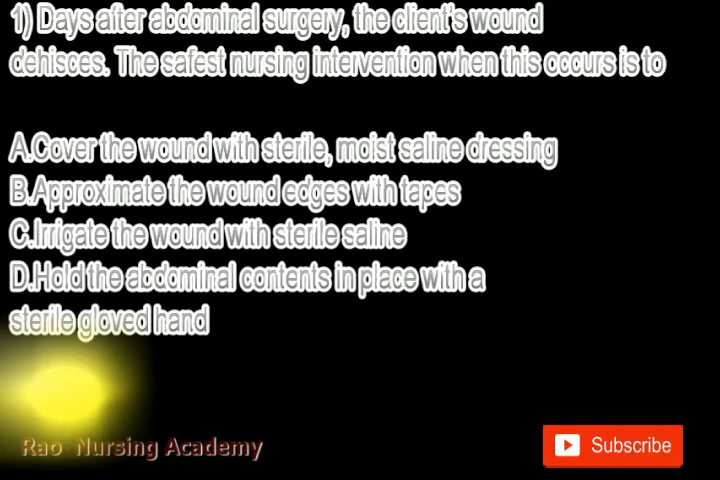 1) Days after abdominal surgery, the client's wound
dehisces. The safest nursing intervention when this occurs is to
A.Cover the wound with sterile, moist saline dressing
B.Approximate the wound edges with tapes
C.Irrigate the wound with sterile saline
D.Hold the abdominal contents in place with a
sterile gloved hand
Rao Nursing Academy
Subscribe